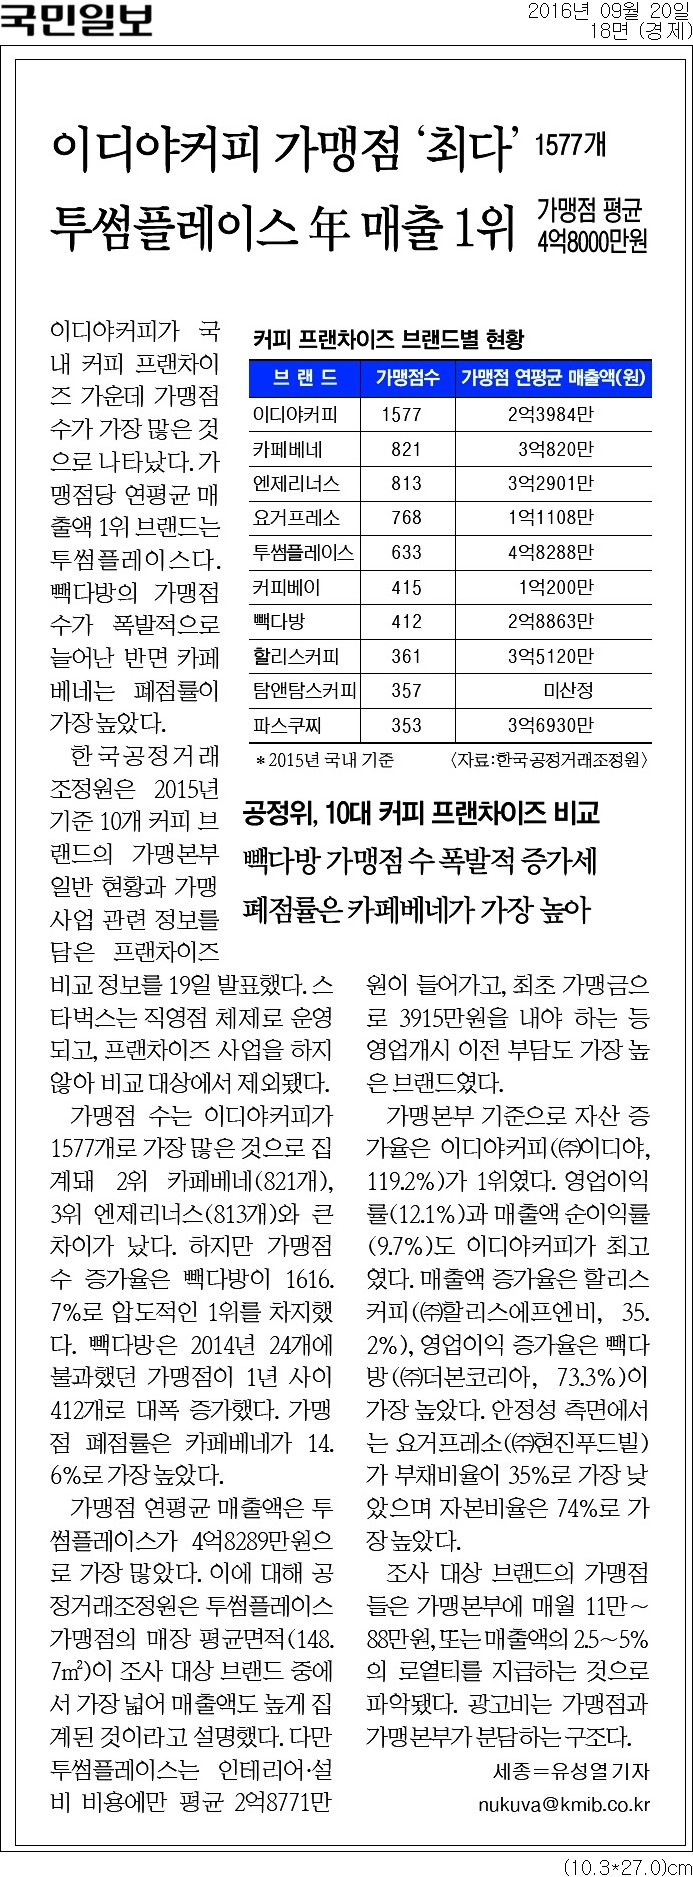 국민일보
2016년 09월 20일
18면 (경제)
이디야커피 가맹점 ‘최다’ 1577개
투썸플레이스 年 매출 1위 가맹점 평균
4억8000만원
이디야커피가 국
내 커피 프랜차이
즈 가운데 가맹점
수가 가장 많은 것
으로 나타났다. 가
맹점당 연평균 매
출액 1위 브랜드는
투썸플레이스다.
빽다방의 가맹점
수가 폭발적으로
늘어난 반면 카페
베네는 폐점률이
가장 높았다.
한국공정거래
조정원은 2015년
기준 10개 커피 브
랜드의 가맹본부
일반 현황과 가맹
사업 관련 정보를
담은 프랜차이즈
커피 프랜차이즈 브랜드별 현황
브 랜 드 가맹점수 가맹점 연평균 매출액(원)
이디야커피 1577 2억3984만
카페베네 821 3억820만
엔제리너스 813 3억2901만
요거프레소 768 1억1108만
투썸플레이스 633 4억8288만
커피베이 415 1억200만
빽다방 412 2억8863만
할리스커피 361 3억5120만
탐앤탐스커피 357 미산정
파스쿠찌 353 3억6930만
*2015년 국내 기준 〈자료:한국공정거래조정원〉
공정위, 10대 커피 프랜차이즈 비교
빽다방 가맹점 수 폭발적 증가세
폐점률은 카페베네가 가장 높아
비교 정보를 19일 발표했다. 스
타벅스는 직영점 체제로 운영
되고, 프랜차이즈 사업을 하지
않아 비교 대상에서 제외됐다.
가맹점 수는 이디야커피가
1577개로 가장 많은 것으로 집
계돼 2위 카페베네(821개),
3위 엔제리너스(813개)와 큰
차이가 났다. 하지만 가맹점
수 증가율은 빽다방이 1616.
7%로 압도적인 1위를 차지했
다. 빽다방은 2014년 24개에
불과했던 가맹점이 1년 사이
412개로 대폭 증가했다. 가맹
점 폐점률은 카페베네가 14.
6%로 가장 높았다.
가맹점 연평균 매출액은 투
썸플레이스가 4억8289만원으
로 가장 많았다. 이에 대해 공
정거래조정원은 투썸플레이스
가맹점의 매장 평균면적(148.
7㎡)이 조사 대상 브랜드 중에
서 가장 넓어 매출액도 높게 집
계된 것이라고 설명했다. 다만
투썸플레이스는 인테리어·설
비 비용에만 평균 2억8771만
원이 들어가고, 최초 가맹금으
로 3915만원을 내야 하는 등
영업개시 이전 부담도 가장 높
은 브랜드였다.
가맹본부 기준으로 자산 증
가율은 이디야커피(㈜이디야,
119.2%)가 1위였다. 영업이익
률(12.1%)과 매출액 순이익률
(9.7%)도 이디야커피가 최고
였다. 매출액 증가율은 할리스
커피(㈜할리스에프엔비, 35.
2%), 영업이익 증가율은 빽다
방(㈜더본코리아, 73.3%)이
가장 높았다. 안정성 측면에서
는 요거프레소(㈜현진푸드빌)
가 부채비율이 35%로 가장 낮
았으며 자본비율은 74%로 가
장 높았다.
조사 대상 브랜드의 가맹점
들은 가맹본부에 매월 11만~
88만원, 또는 매출액의 2.5~5%
의 로열티를 지급하는 것으로
파악됐다. 광고비는 가맹점과
가맹본부가 분담하는 구조다.
세종=유성열 기자
nukuva@kmib.co.kr
(10.3*27.0)cm